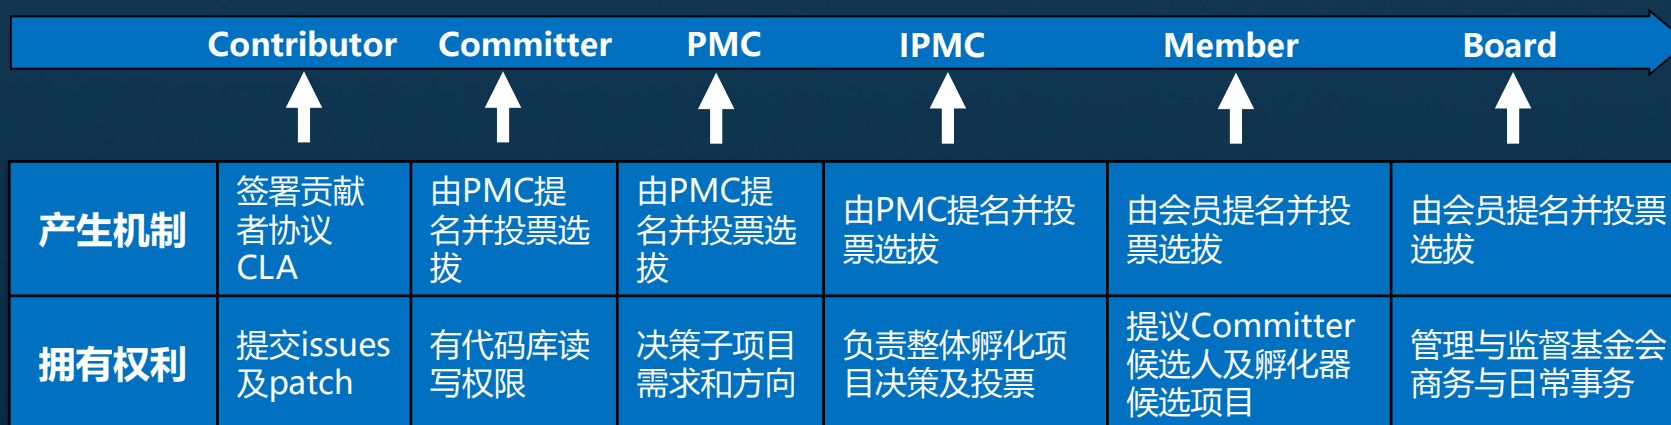 Contributor Committer PMC IPMC Member Board
产生机制
签署贡献
者协议
CLA
由PMC提
名并投票选
拔
由PMC提
名并投票选
拔
由PMC提名并投
票选拔
由会员提名并投
票选拔
由会员提名并投票
选拔
拥有权利
提交issues
及patch
有代码库读
写权限
决策子项目
需求和方向
负责整体孵化项
目决策及投票
提议Committer
候选人及孵化器
候选项目
管理与监督基金会
商务与日常事务